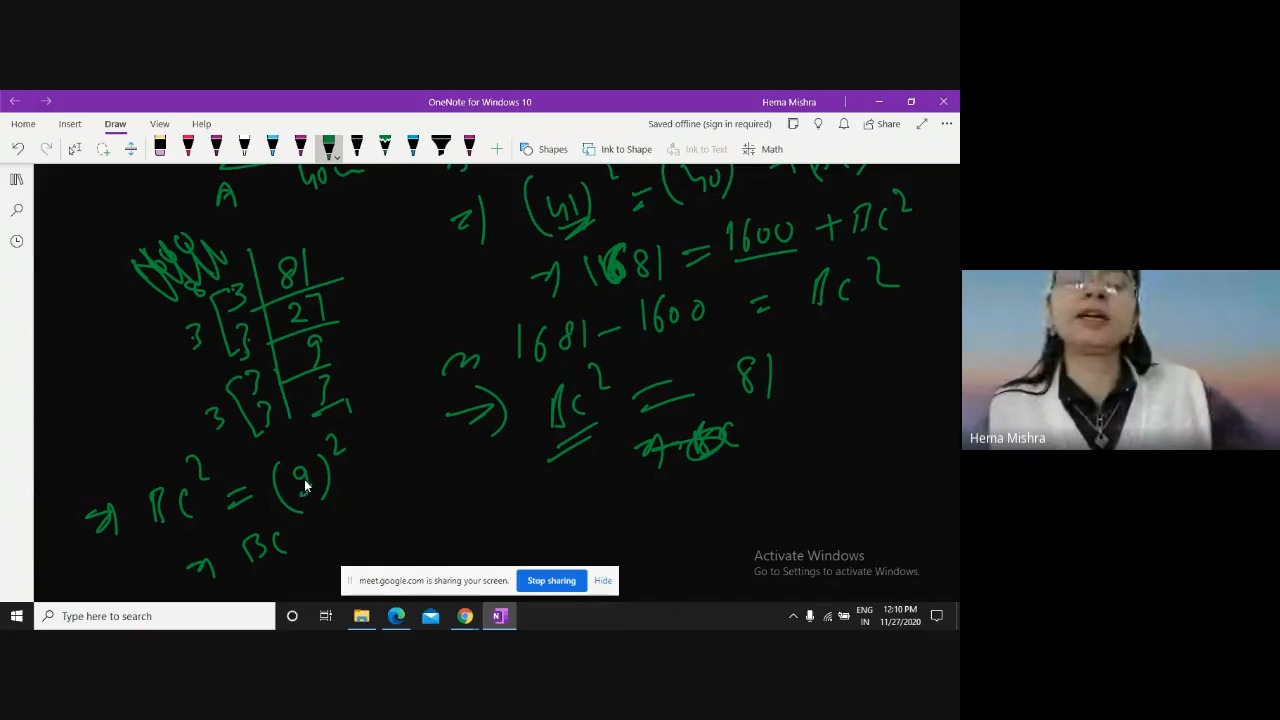 OneNote for Windows 10
Hema Mishra
Home Insert Draw View Help
Saved offline (sign in required)
Share
Shapes
Ink to Shape
Ink to Text
Math
A
(41)² = (40)
⇒ 1681 = 1600 + BC²
1681 - 1600 = BC²
⇒ BC² = 81
3 81
3 3 27
3 9
3 3 3
1
⇒ BC² = (9)²
⇒ BC
Hema Mishra
Activate Windows
Go to Settings to activate Windows.
meet.google.com is sharing your screen.
Stop sharing
Hide
Type here to search
ENG
IN
12:10 PM
11/27/2020